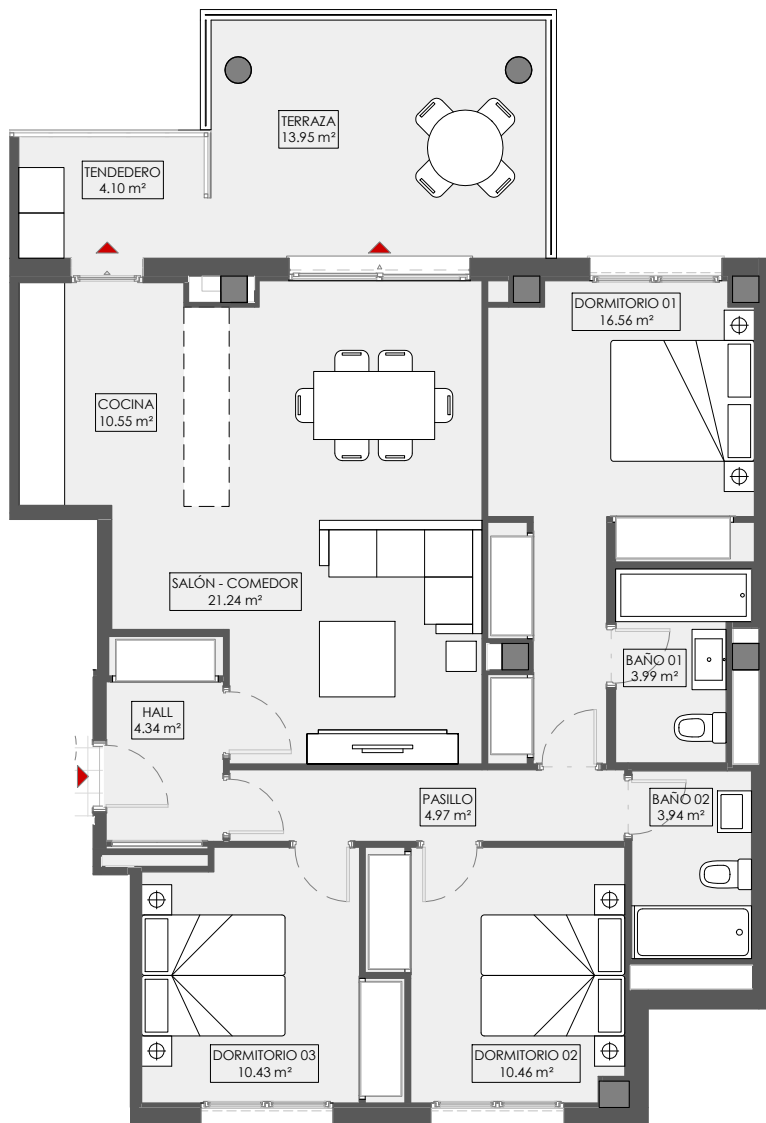 TERRAZA
13.95 m²
TENDEDERO
4.10 m²
DORMITORIO 01
16.56 m²
COCINA
10.55 m²
SALÓN - COMEDOR
21.24 m²
BAÑO 01
3.99 m²
HALL
4.34 m²
PASILLO
4.97 m²
BAÑO 02
3.94 m²
DORMITORIO 03
10.43 m²
DORMITORIO 02
10.46 m²